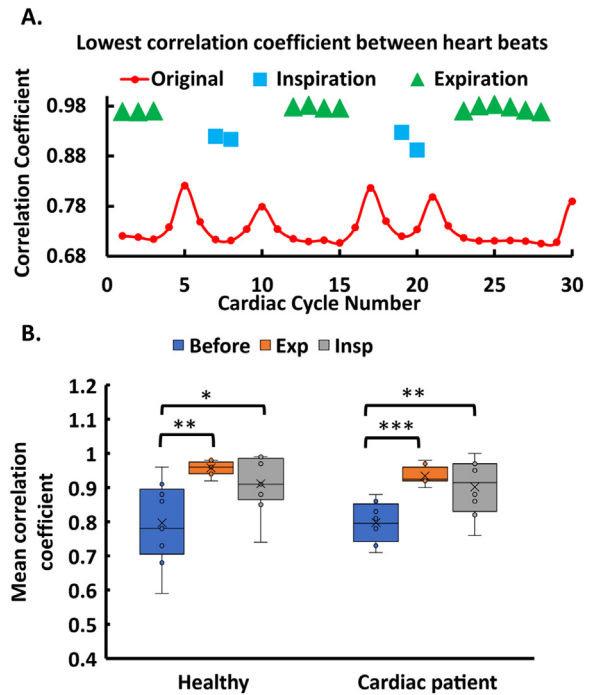 A.
Lowest correlation coefficient between heart beats
Original Inspiration Expiration
Correlation Coefficient
0.98
0.88
0.78
0.68
0 5 10 15 20 25 30
Cardiac Cycle Number
B.
Before Exp Insp
Mean correlation
coefficient
1.2
1.1
1
0.9
0.8
0.7
0.6
0.5
0.4
*
**
**
***
Healthy Cardiac patient